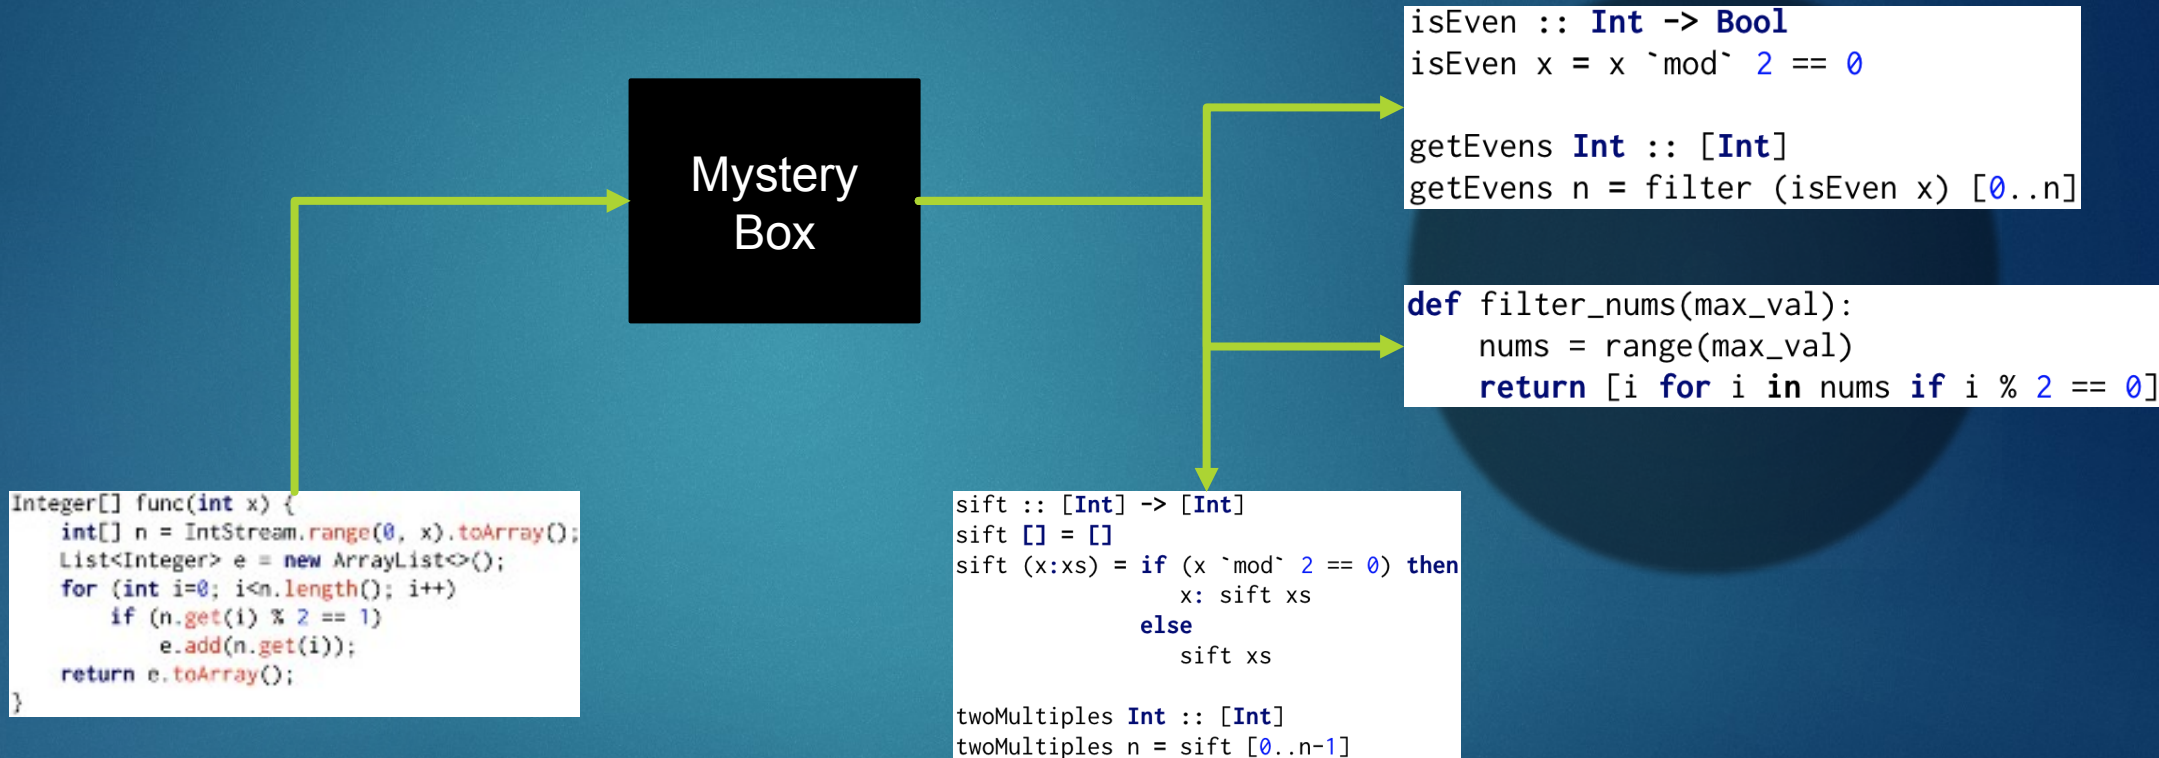 Mystery
Box
isEven :: Int -> Bool
isEven x = x `mod` 2 == 0
getEvens Int :: [Int]
getEvens n = filter (isEven x) [0..n]
def filter_nums(max_val):
    nums = range(max_val)
    return [i for i in nums if i % 2 == 0]
Integer[] func(int x) {
    int[] n = IntStream.range(0, x).toArray();
    List<Integer> e = new ArrayList<>();
    for (int i=0; i<n.length(); i++)
        if (n.get(i) % 2 == 1)
            e.add(n.get(i));
    return e.toArray();
}
sift :: [Int] -> [Int]
sift [] = []
sift (x:xs) = if (x `mod` 2 == 0) then
                 x: sift xs
              else
                 sift xs
twoMultiples Int :: [Int]
twoMultiples n = sift [0..n-1]